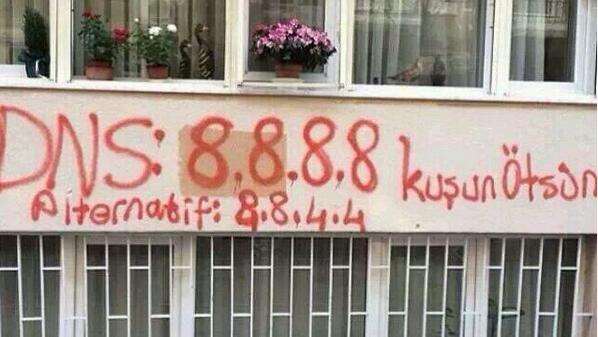 DNS: 8.8.8.8 kuşun Ötsün
Alternatif: 8.8.4.4